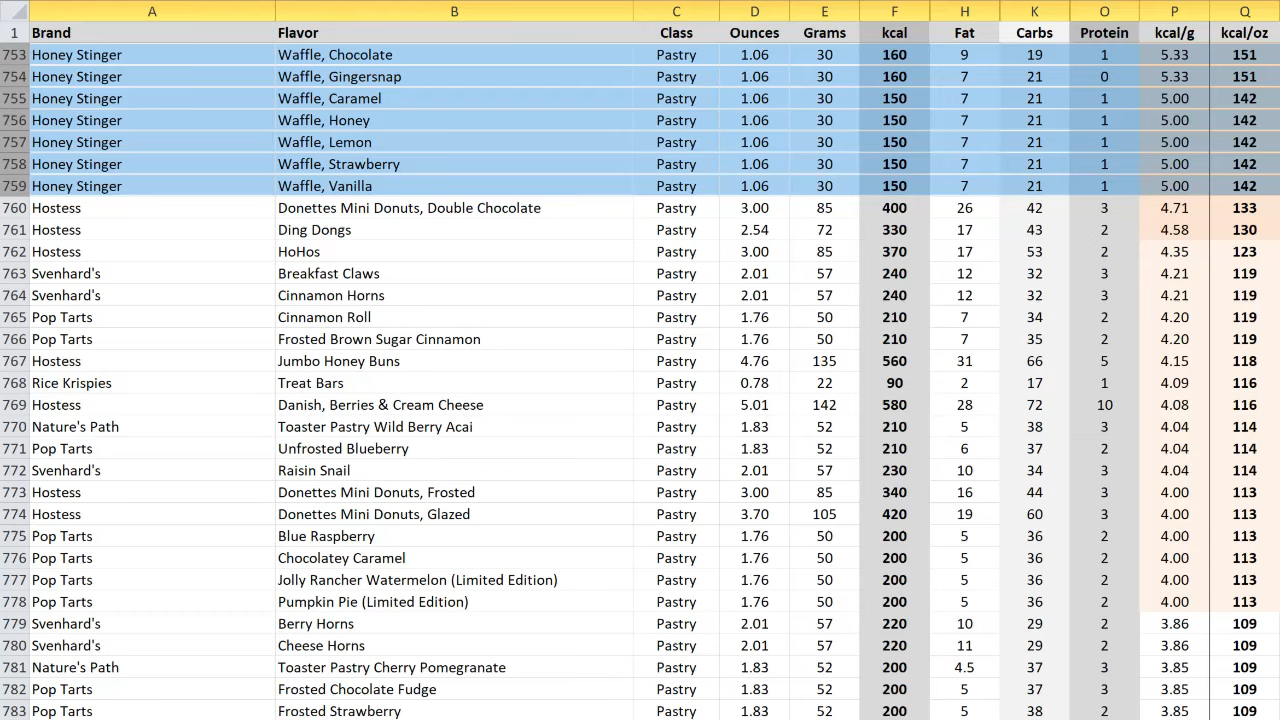 A B C D E F H K O P Q
1 Brand Flavor Class Ounces Grams kcal Fat Carbs Protein kcal/g kcal/oz
753 Honey Stinger Waffle, Chocolate Pastry 1.06 30 160 9 19 1 5.33 151
754 Honey Stinger Waffle, Gingersnap Pastry 1.06 30 160 7 21 0 5.33 151
755 Honey Stinger Waffle, Caramel Pastry 1.06 30 150 7 21 1 5.00 142
756 Honey Stinger Waffle, Honey Pastry 1.06 30 150 7 21 1 5.00 142
757 Honey Stinger Waffle, Lemon Pastry 1.06 30 150 7 21 1 5.00 142
758 Honey Stinger Waffle, Strawberry Pastry 1.06 30 150 7 21 1 5.00 142
759 Honey Stinger Waffle, Vanilla Pastry 1.06 30 150 7 21 1 5.00 142
760 Hostess Donettes Mini Donuts, Double Chocolate Pastry 3.00 85 400 26 42 3 4.71 133
761 Hostess Ding Dongs Pastry 2.54 72 330 17 43 2 4.58 130
762 Hostess HoHos Pastry 3.00 85 370 17 53 2 4.35 123
763 Svenhard's Breakfast Claws Pastry 2.01 57 240 12 32 3 4.21 119
764 Svenhard's Cinnamon Horns Pastry 2.01 57 240 12 32 3 4.21 119
765 Pop Tarts Cinnamon Roll Pastry 1.76 50 210 7 34 2 4.20 119
766 Pop Tarts Frosted Brown Sugar Cinnamon Pastry 1.76 50 210 7 35 2 4.20 119
767 Hostess Jumbo Honey Buns Pastry 4.76 135 560 31 66 5 4.15 118
768 Rice Krispies Treat Bars Pastry 0.78 22 90 2 17 1 4.09 116
769 Hostess Danish, Berries & Cream Cheese Pastry 5.01 142 580 28 72 10 4.08 116
770 Nature's Path Toaster Pastry Wild Berry Acai Pastry 1.83 52 210 5 38 3 4.04 114
771 Pop Tarts Unfrosted Blueberry Pastry 1.83 52 210 6 37 2 4.04 114
772 Svenhard's Raisin Snail Pastry 2.01 57 230 10 34 3 4.04 114
773 Hostess Donettes Mini Donuts, Frosted Pastry 3.00 85 340 16 44 3 4.00 113
774 Hostess Donettes Mini Donuts, Glazed Pastry 3.70 105 420 19 60 3 4.00 113
775 Pop Tarts Blue Raspberry Pastry 1.76 50 200 5 36 2 4.00 113
776 Pop Tarts Chocolatey Caramel Pastry 1.76 50 200 5 36 2 4.00 113
777 Pop Tarts Jolly Rancher Watermelon (Limited Edition) Pastry 1.76 50 200 5 36 2 4.00 113
778 Pop Tarts Pumpkin Pie (Limited Edition) Pastry 1.76 50 200 5 36 2 4.00 113
779 Svenhard's Berry Horns Pastry 2.01 57 220 10 29 2 3.86 109
780 Svenhard's Cheese Horns Pastry 2.01 57 220 11 29 2 3.86 109
781 Nature's Path Toaster Pastry Cherry Pomegranate Pastry 1.83 52 200 4.5 37 3 3.85 109
782 Pop Tarts Frosted Chocolate Fudge Pastry 1.83 52 200 5 37 3 3.85 109
783 Pop Tarts Frosted Strawberry Pastry 1.83 52 200 5 38 2 3.85 109